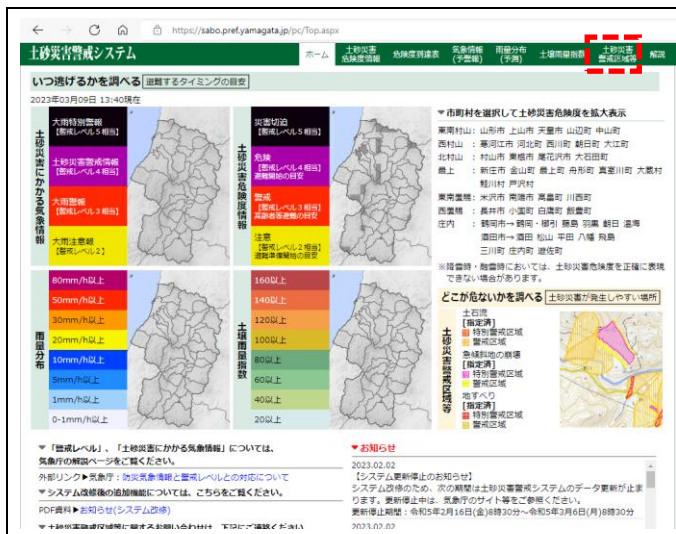 https://sabo.pref.yamagata.jp/pc/Top.aspx
土砂災害警戒システム
ホーム
土砂災害
危険度情報
危険度到達表
気象情報
(予警報)
雨量分布
(予測)
土壌雨量指数
土砂災害
警戒区域等
解説
いつ逃げるかを調べる 避難するタイミングの目安
2023年03月09日 13:40現在
土砂災害にかかる気象情報
大雨特別警報
【警戒レベル5相当】
土砂災害警戒情報
【警戒レベル4相当】
大雨警報
【警戒レベル3相当】
大雨注意報
【警戒レベル2】
土砂災害危険度情報
災害切迫
【警戒レベル5相当】
危険
【警戒レベル4相当】
避難開始の目安
警戒
【警戒レベル3相当】
高齢者等避難の目安
注意
【警戒レベル2相当】
避難準備開始の目安
雨量分布
80mm/h以上
50mm/h以上
30mm/h以上
20mm/h以上
10mm/h以上
5mm/h以上
1mm/h以上
0-1mm/h以上
土壌雨量指数
160以上
140以上
120以上
100以上
80以上
60以上
40以上
20以上
▼市町村を選択して土砂災害危険度を拡大表示
東南村山: 山形市 上山市 天童市 山辺町 中山町
西村山 : 寒河江市 河北町 西川町 朝日町 大江町
北村山 : 村山市 東根市 尾花沢市 大石田町
最上 : 新庄市 金山町 最上町 舟形町 真室川町 大蔵村
鮭川村 戸沢村
東南置賜: 米沢市 南陽市 高畠町 川西町
西置賜 : 長井市 小国町 白鷹町 飯豊町
庄内 : 鶴岡市→ 鶴岡・櫛引 藤島 羽黒 朝日 温海
酒田市→ 酒田 松山 平田 八幡 飛島
三川町 庄内町 遊佐町
※降雪時・融雪時においては、土砂災害危険度を正確に表現
できない場合があります。
どこが危ないかを調べる 土砂災害が発生しやすい場所
土砂災害警戒区域等
土石流
[指定済]
特別警戒区域
警戒区域
急傾斜地の崩壊
[指定済]
特別警戒区域
警戒区域
地すべり
[指定済]
特別警戒区域
警戒区域
▼「警戒レベル」、「土砂災害にかかる気象情報」については、
気象庁の解説ページをご覧ください。
外部リンク▶気象庁:防災気象情報と警戒レベルとの対応について
▼システム改修後の追加機能については、こちらをご覧ください。
PDF資料▶お知らせ(システム改修)
▼土砂災害警戒区域等に関するお問い合わせは、下記にご連絡ください
▼お知らせ
2023.02.02
【システム更新停止のお知らせ】
システム改修のため、次の期間は土砂災害警戒システムのデータ更新が止ま
ります。更新停止中は、気象庁のサイト等をご参照ください。
更新停止期間:令和5年2月16日(金)8時30分～令和5年3月6日(月)8時30分
2023.02.02